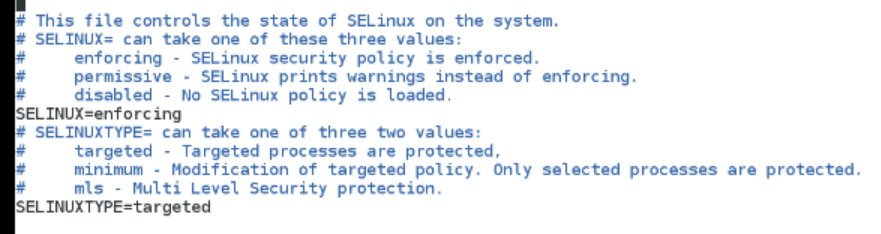 # This file controls the state of SELinux on the system.
# SELINUX= can take one of these three values:
#     enforcing - SELinux security policy is enforced.
#     permissive - SELinux prints warnings instead of enforcing.
#     disabled - No SELinux policy is loaded.
SELINUX=enforcing
# SELINUXTYPE= can take one of three two values:
#     targeted - Targeted processes are protected,
#     minimum - Modification of targeted policy. Only selected processes are protected.
#     mls - Multi Level Security protection.
SELINUXTYPE=targeted